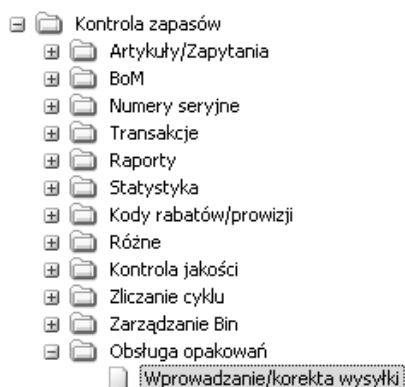 Kontrola zapasów
Artykuły/Zapytania
BoM
Numery seryjne
Transakcje
Raporty
Statystyka
Kody rabatów/prowizji
Różne
Kontrola jakości
Zliczanie cyklu
Zarządzanie Bin
Obsługa opakowań
Wprowadzanie/korekta wysyłki